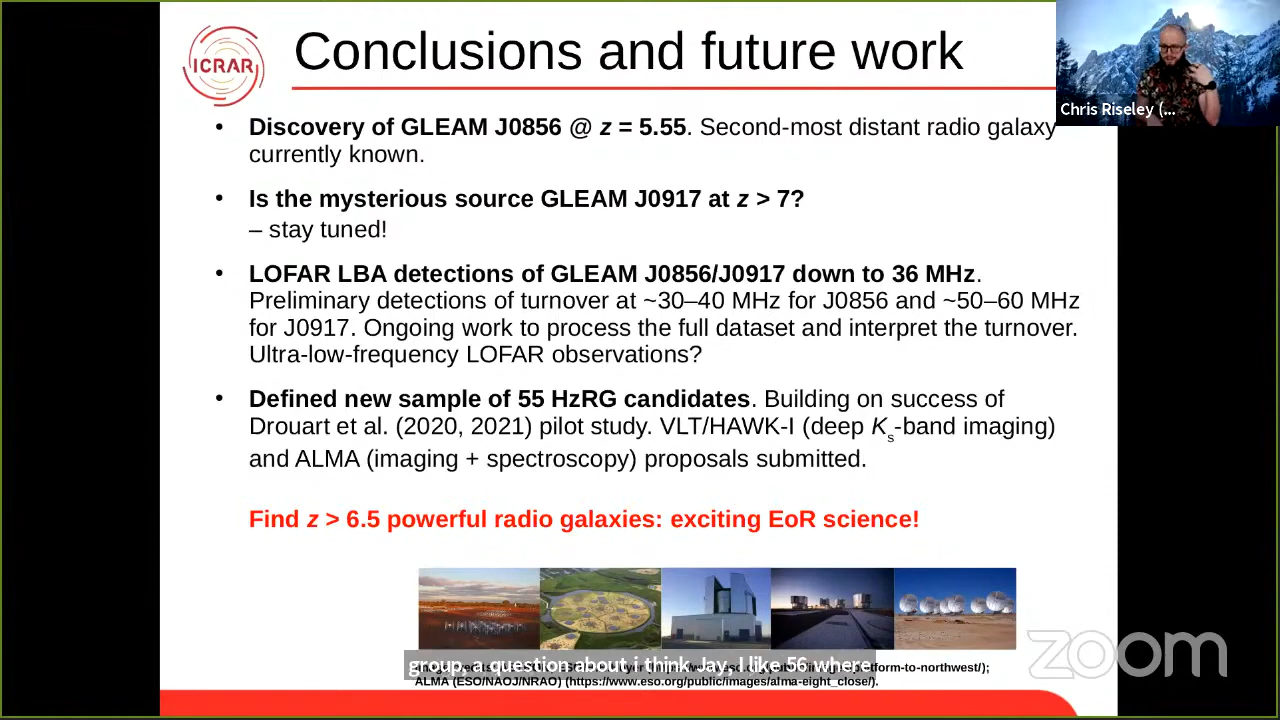 ICRAR
Conclusions and future work
Chris Riseley (...
• Discovery of GLEAM J0856 @ z = 5.55. Second-most distant radio galaxy
currently known.
• Is the mysterious source GLEAM J0917 at z > 7?
– stay tuned!
• LOFAR LBA detections of GLEAM J0856/J0917 down to 36 MHz.
Preliminary detections of turnover at ~30–40 MHz for J0856 and ~50–60 MHz
for J0917. Ongoing work to process the full dataset and interpret the turnover.
Ultra-low-frequency LOFAR observations?
• Defined new sample of 55 HzRG candidates. Building on success of
Drouart et al. (2020, 2021) pilot study. VLT/HAWK-I (deep Ks-band imaging)
and ALMA (imaging + spectroscopy) proposals submitted.
Find z > 6.5 powerful radio galaxies: exciting EoR science!
group, a question about i think Jay, I like 56 where
ALMA (ESO/NAOJ/NRAO) (https://www.eso.org/public/images/alma-eight_close/).
zoom